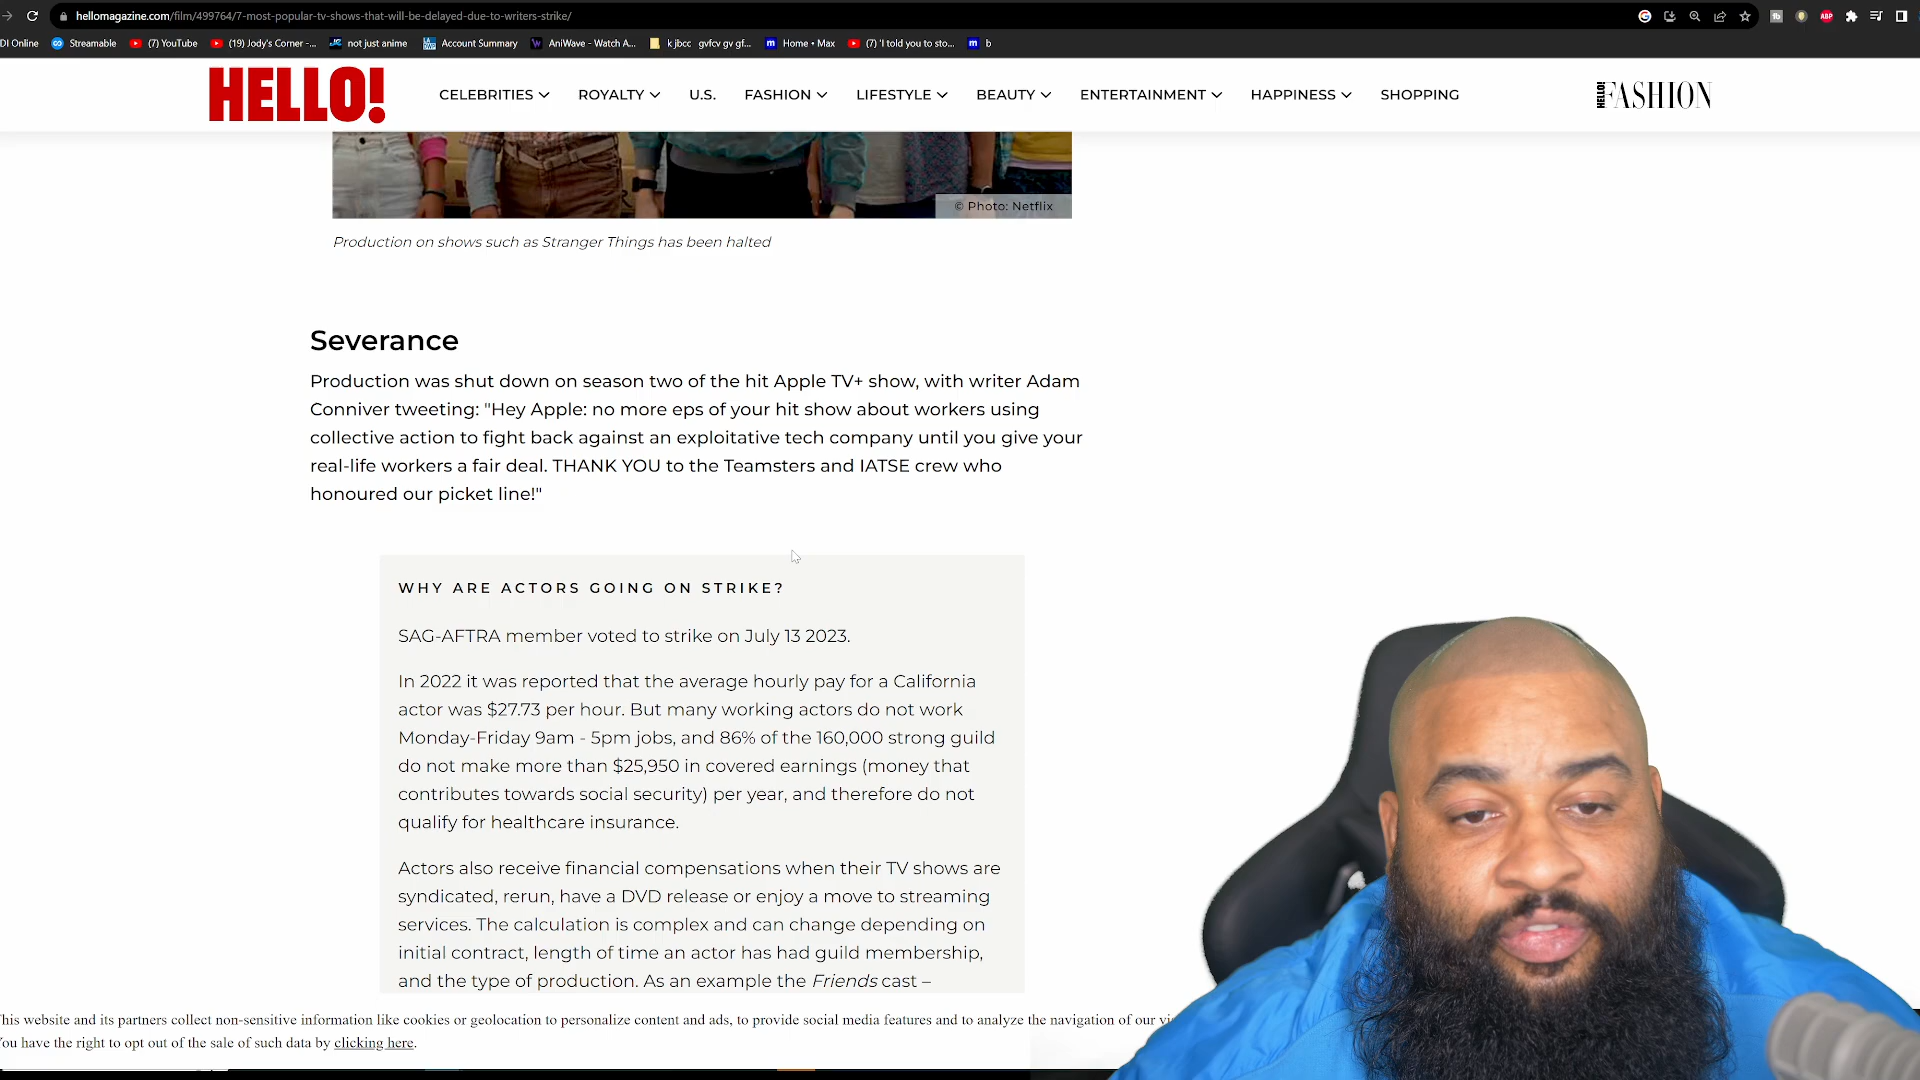 hellomagazine.com/film/499764/7-most-popular-tv-shows-that-will-be-delayed-due-to-writers-strike/
DI Online Streamable (7) YouTube (19) Jody's Corner -... not just anime Account Summary AniWave - Watch A... k jbcc gvfcv gv gf... Home • Max (7) 'I told you to sto... b
HELLO!
CELEBRITIES ROYALTY U.S. FASHION LIFESTYLE BEAUTY ENTERTAINMENT HAPPINESS SHOPPING
HELLO! FASHION
© Photo: Netflix
Production on shows such as Stranger Things has been halted
Severance
Production was shut down on season two of the hit Apple TV+ show, with writer Adam
Conniver tweeting: "Hey Apple: no more eps of your hit show about workers using
collective action to fight back against an exploitative tech company until you give your
real-life workers a fair deal. THANK YOU to the Teamsters and IATSE crew who
honoured our picket line!"
WHY ARE ACTORS GOING ON STRIKE?
SAG-AFTRA member voted to strike on July 13 2023.
In 2022 it was reported that the average hourly pay for a California
actor was $27.73 per hour. But many working actors do not work
Monday-Friday 9am - 5pm jobs, and 86% of the 160,000 strong guild
do not make more than $25,950 in covered earnings (money that
contributes towards social security) per year, and therefore do not
qualify for healthcare insurance.
Actors also receive financial compensations when their TV shows are
syndicated, rerun, have a DVD release or enjoy a move to streaming
services. The calculation is complex and can change depending on
initial contract, length of time an actor has had guild membership,
and the type of production. As an example the Friends cast –
his website and its partners collect non-sensitive information like cookies or geolocation to personalize content and ads, to provide social media features and to analyze the navigation of our
ou have the right to opt out of the sale of such data by clicking here.